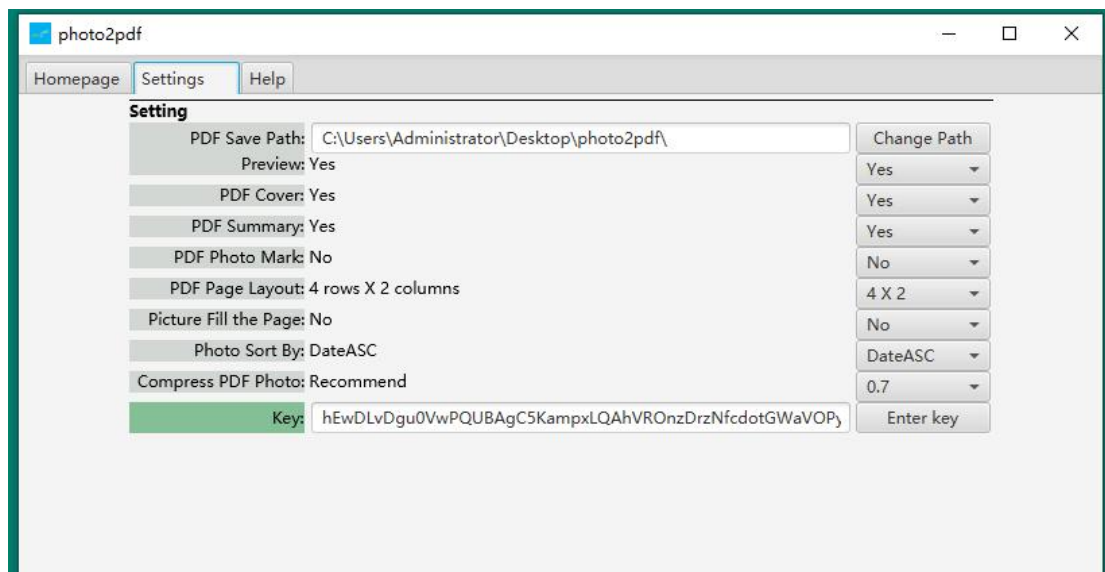 photo2pdf
Homepage Settings Help
Setting
PDF Save Path: C:\Users\Administrator\Desktop\photo2pdf\ Change Path
Preview: Yes Yes
PDF Cover: Yes Yes
PDF Summary: Yes Yes
PDF Photo Mark: No No
PDF Page Layout: 4 rows X 2 columns 4 X 2
Picture Fill the Page: No No
Photo Sort By: DateASC DateASC
Compress PDF Photo: Recommend 0.7
Key: hEwDLvDgu0VwPQUBAgC5KampxLQAhVROnzDrzNfcdotGWaVOPy Enter key